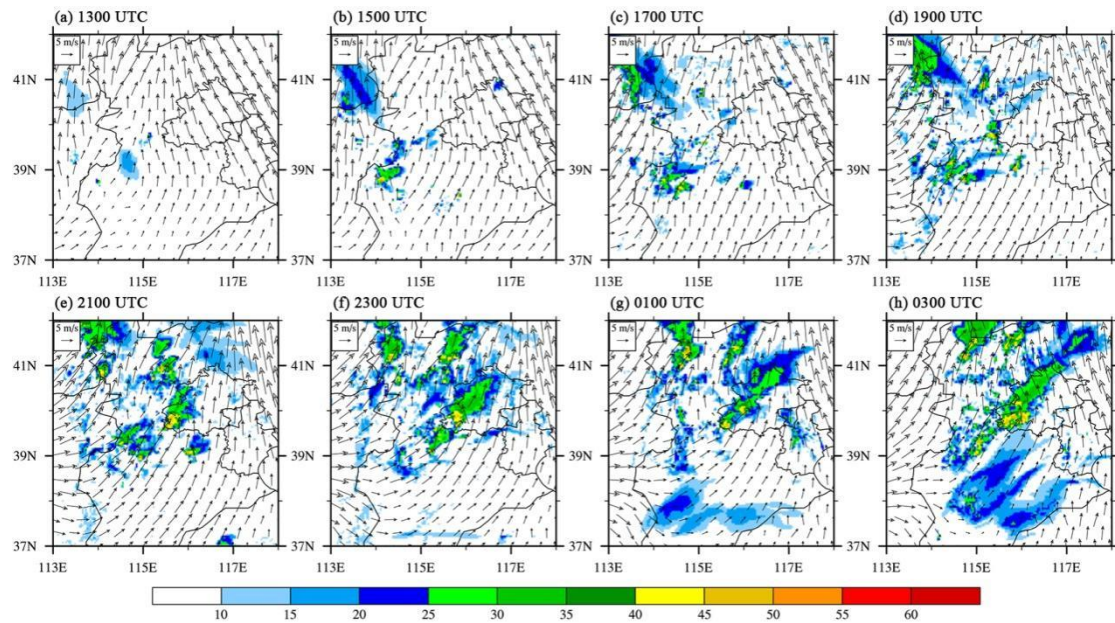 (a) 1300 UTC (b) 1500 UTC (c) 1700 UTC (d) 1900 UTC
5 m/s 5 m/s 5 m/s 5 m/s
41N 41N 41N 41N
39N 39N 39N 39N
37N 37N 37N 37N
113E 115E 117E 113E 115E 117E 113E 115E 117E 113E 115E 117E
(e) 2100 UTC (f) 2300 UTC (g) 0100 UTC (h) 0300 UTC
5 m/s 5 m/s 5 m/s 5 m/s
41N 41N 41N 41N
39N 39N 39N 39N
37N 37N 37N 37N
113E 115E 117E 113E 115E 117E 113E 115E 117E 113E 115E 117E
10 15 20 25 30 35 40 45 50 55 60